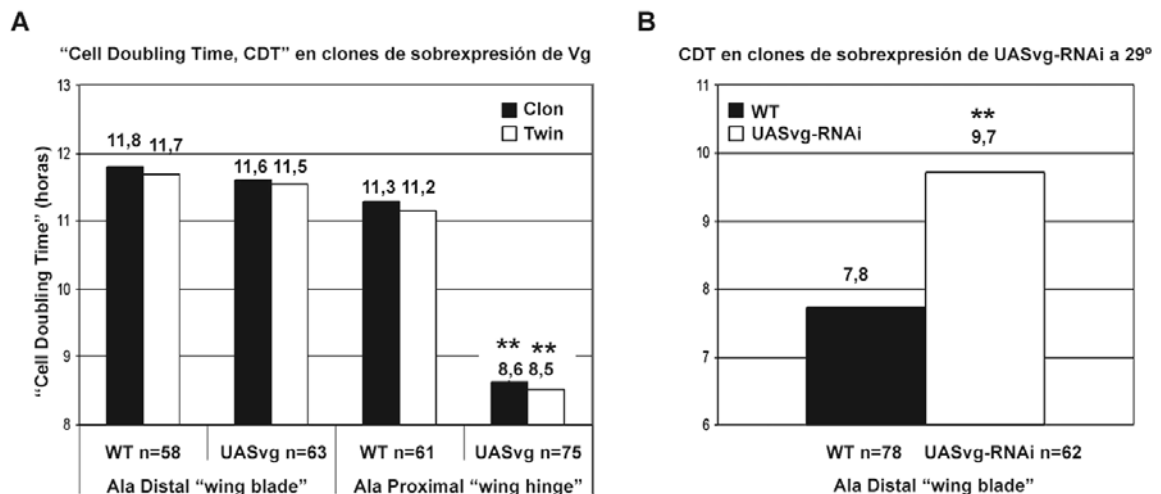 A
“Cell Doubling Time, CDT” en clones de sobrexpresión de Vg
“Cell Doubling Time” (horas)
13
12
11
10
9
8
Clon
Twin
11,8 11,7
11,6 11,5
11,3 11,2
** **
8,6 8,5
WT n=58 UASvg n=63 WT n=61 UASvg n=75
Ala Distal “wing blade” Ala Proximal “wing hinge”
B
CDT en clones de sobrexpresión de UASvg-RNAi a 29º
11
10
9
8
7
6
WT
UASvg-RNAi
**
9,7
7,8
WT n=78 UASvg-RNAi n=62
Ala Distal “wing blade”